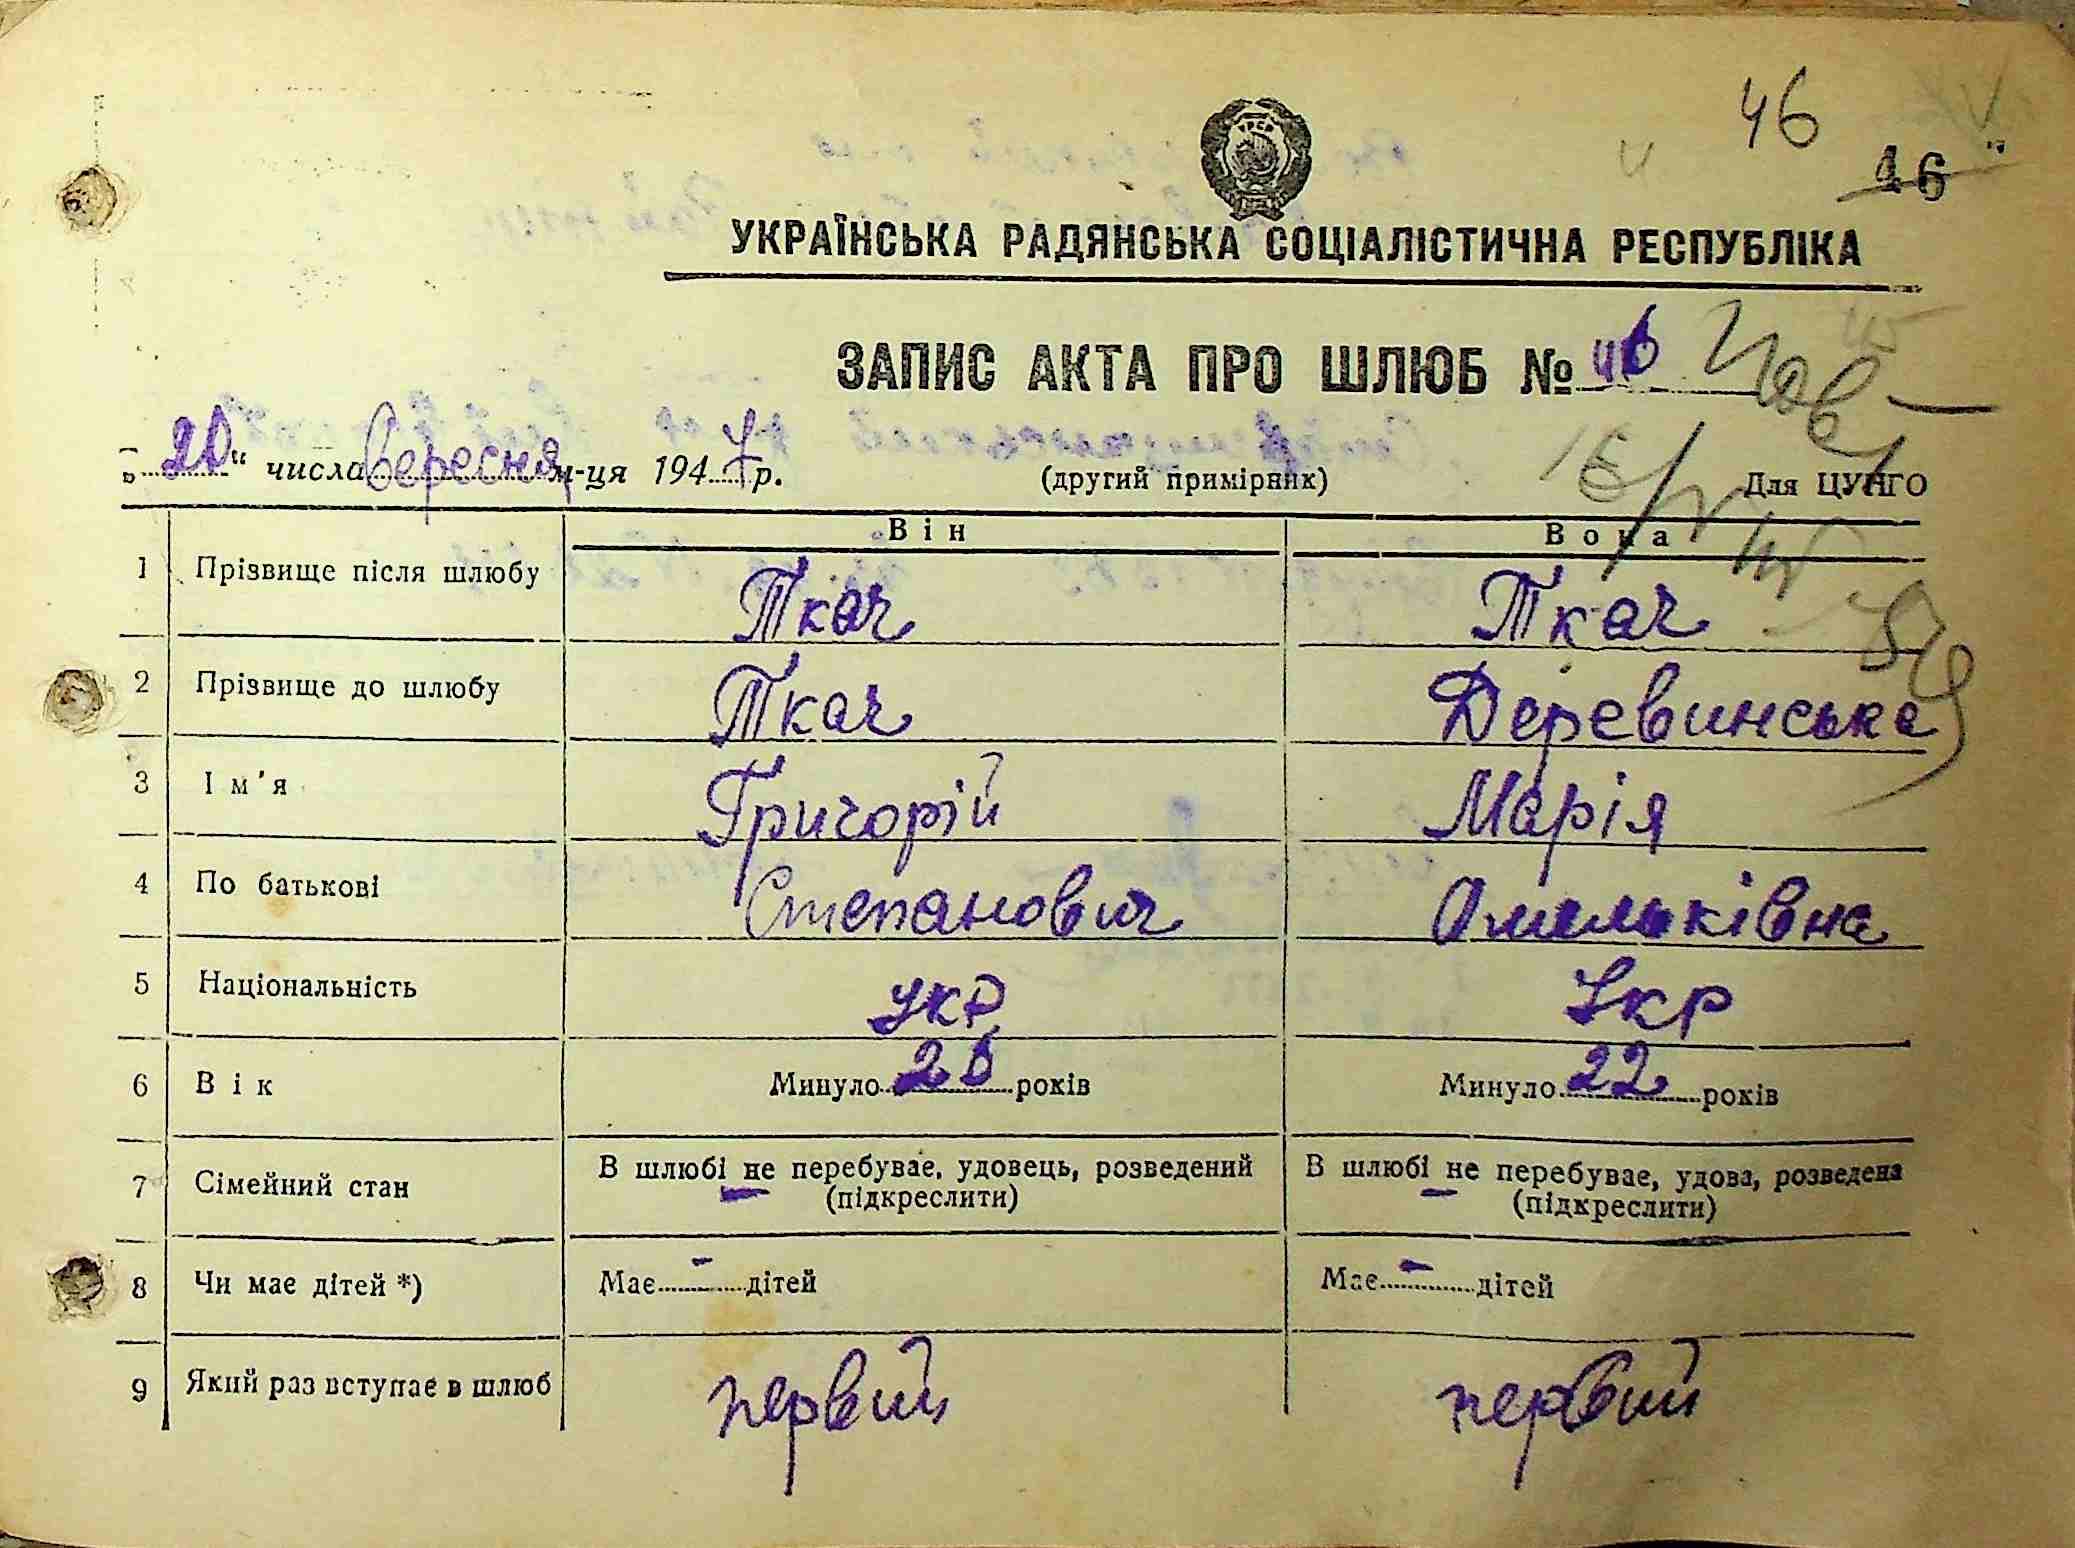 46
16
УКРАЇНСЬКА РАДЯНСЬКА СОЦІАЛІСТИЧНА РЕСПУБЛІКА
ЗАПИС АКТА ПРО ШЛЮБ № 46
„20" числа Вересня м-ця 1947 р. (другий примірник) Для ЦУНГО
Він Вона
1 Прізвище після шлюбу Ткач Ткач
2 Прізвище до шлюбу Ткач Деревинська
3 Ім'я Григорій Марія
4 По батькові Степанович Омельківна
5 Національність укр Укр
6 Вік Минуло років Минуло 22 років
7 Сімейний стан В шлюбі не перебуває, удовець, розведений В шлюбі не перебуває, удова, розведена
(підкреслити) (підкреслити)
8 Чи має дітей *) Має - дітей Має - дітей
9 Який раз вступає в шлюб первий первий